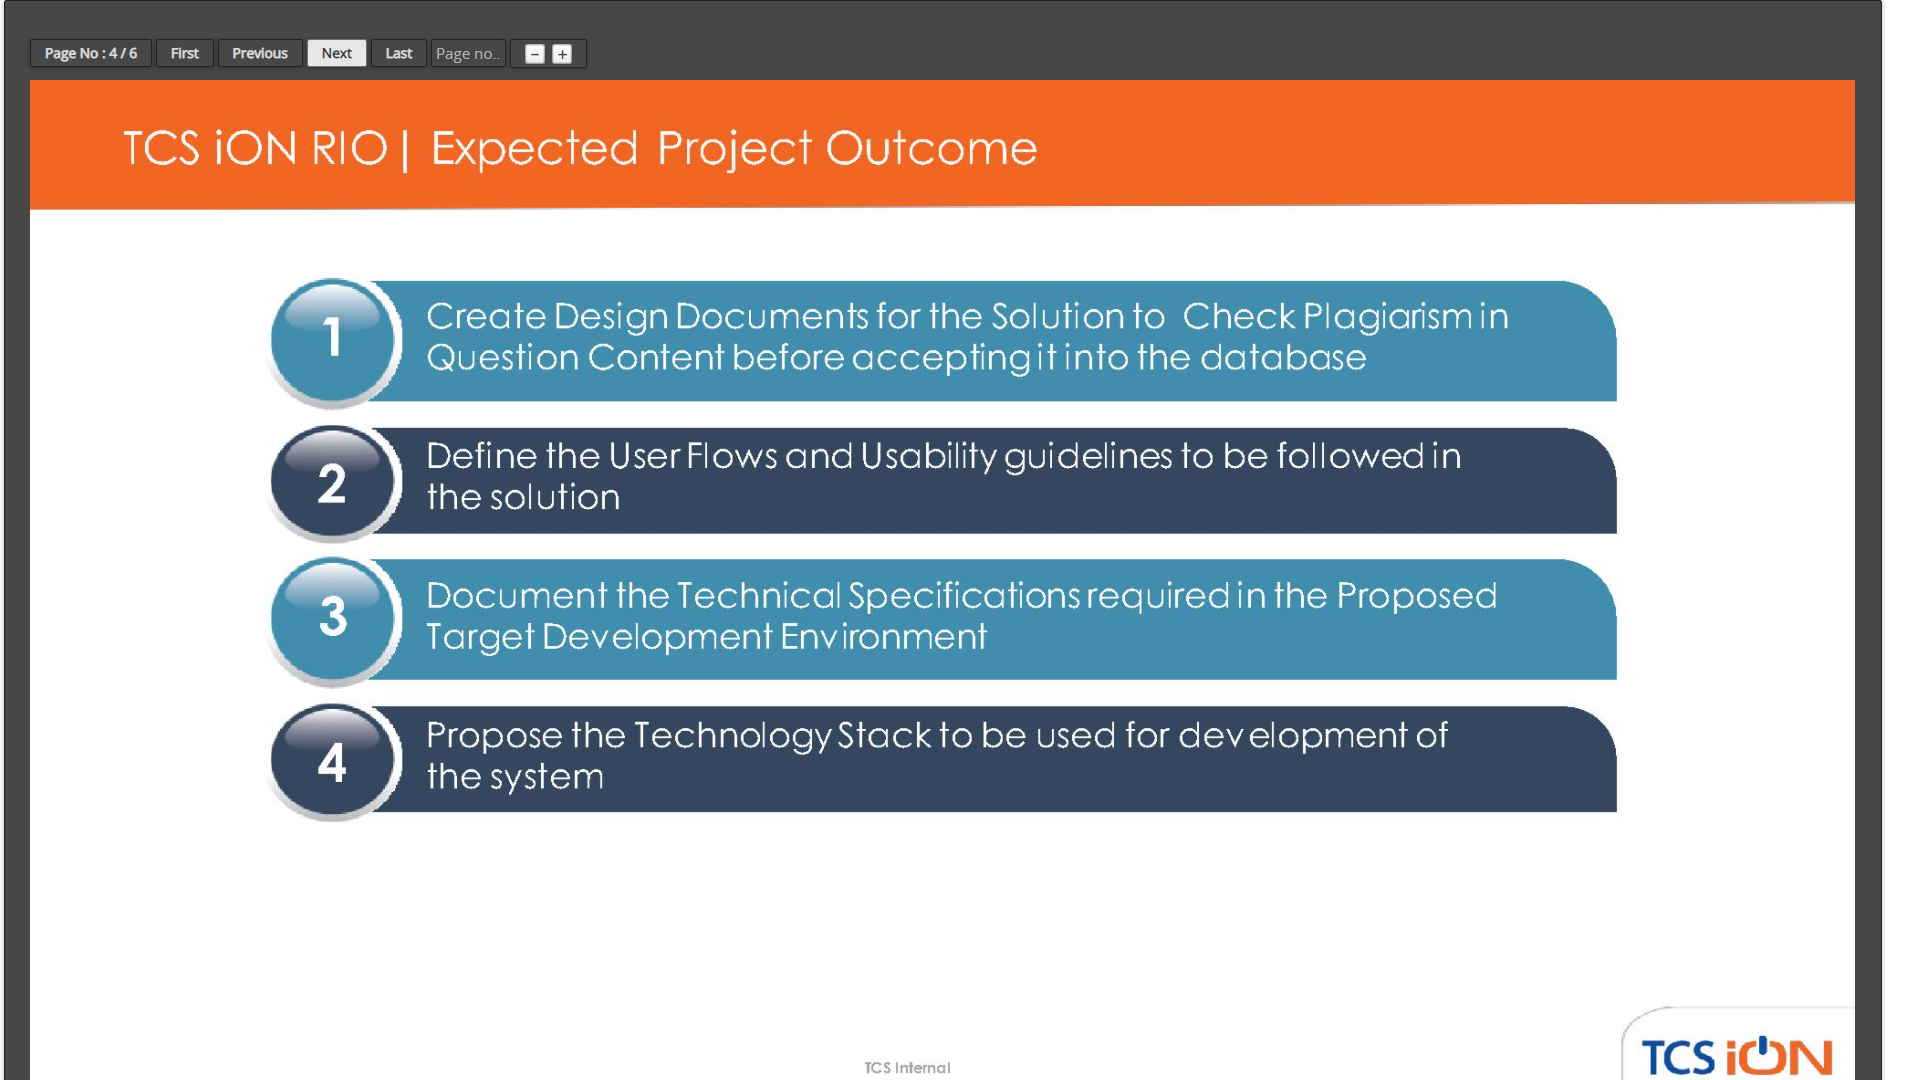 Page No : 4 / 6 First Previous Next Last Page no.. - +
TCS iON RIO| Expected Project Outcome
1
Create Design Documents for the Solution to Check Plagiarism in
Question Content before accepting it into the database
2
Define the User Flows and Usability guidelines to be followed in
the solution
3
Document the Technical Specifications required in the Proposed
Target Development Environment
4
Propose the Technology Stack to be used for development of
the system
TCS Internal
TCS iON